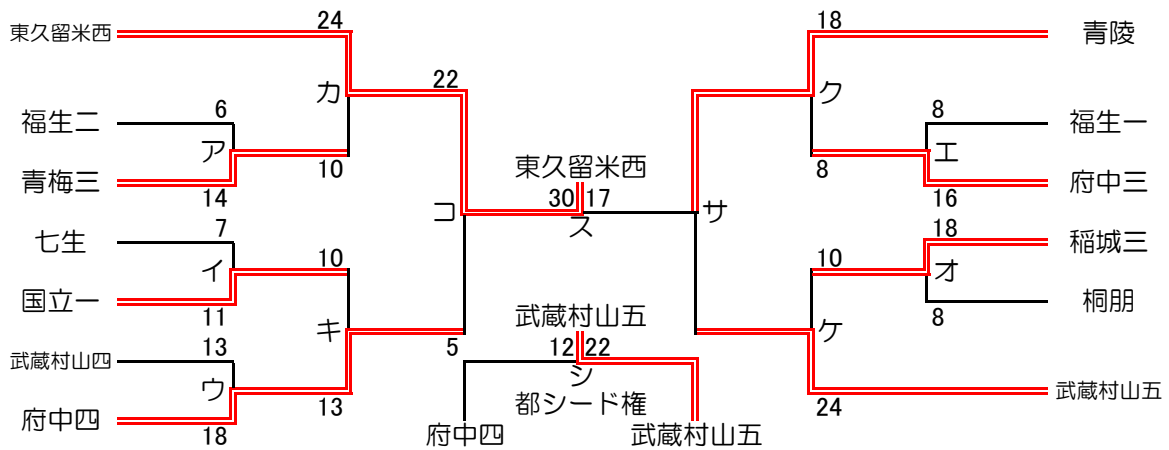 東久留米西
24
18
青陵
カ
22
ク
福生二
6
8
福生一
ア
エ
青梅三
14
10
東久留米西
8
16
府中三
30 17
コ
ス
サ
七生
7
18
稲城三
イ
10
10
オ
国立一
11
8
桐朋
キ
武蔵村山五
ケ
武蔵村山四
13
5
12 22
シ
ウ
都シード権
24
武蔵村山五
府中四
18
13
府中四
武蔵村山五